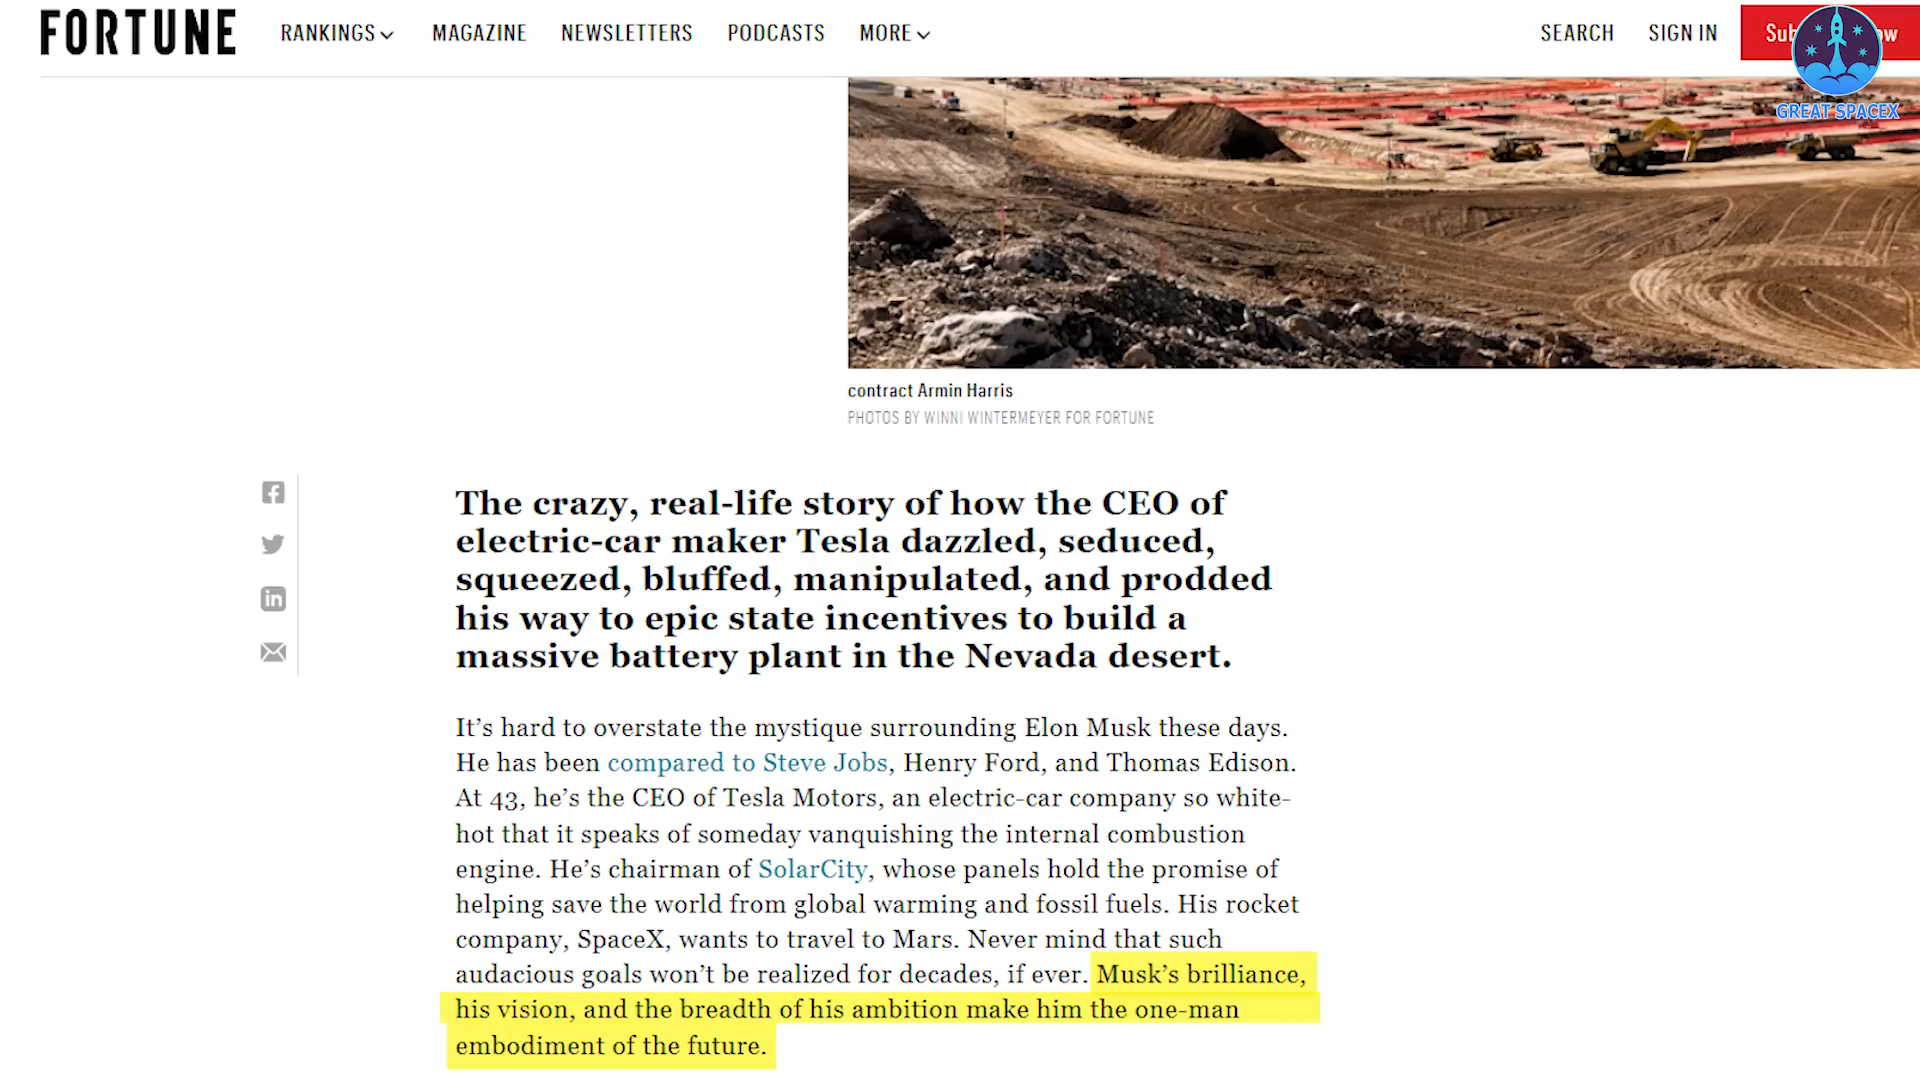 FORTUNE RANKINGS MAGAZINE NEWSLETTERS PODCASTS MORE SEARCH SIGN IN
GREAT SPACEX
contract Armin Harris
PHOTOS BY WINNI WINTERMEYER FOR FORTUNE
The crazy, real-life story of how the CEO of
electric-car maker Tesla dazzled, seduced,
squeezed, bluffed, manipulated, and prodded
his way to epic state incentives to build a
massive battery plant in the Nevada desert.
It’s hard to overstate the mystique surrounding Elon Musk these days.
He has been compared to Steve Jobs, Henry Ford, and Thomas Edison.
At 43, he’s the CEO of Tesla Motors, an electric-car company so white-
hot that it speaks of someday vanquishing the internal combustion
engine. He’s chairman of SolarCity, whose panels hold the promise of
helping save the world from global warming and fossil fuels. His rocket
company, SpaceX, wants to travel to Mars. Never mind that such
audacious goals won’t be realized for decades, if ever. Musk’s brilliance,
his vision, and the breadth of his ambition make him the one-man
embodiment of the future.